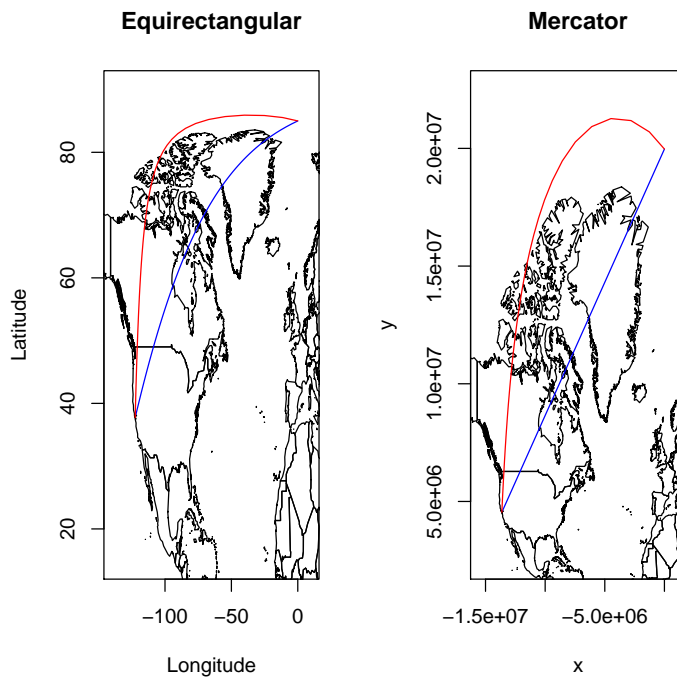 Equirectangular
Latitude
80
60
40
20
−100
−50
0
Longitude
Mercator
y
2.0e+07
1.5e+07
1.0e+07
5.0e+06
−1.5e+07
−5.0e+06
x